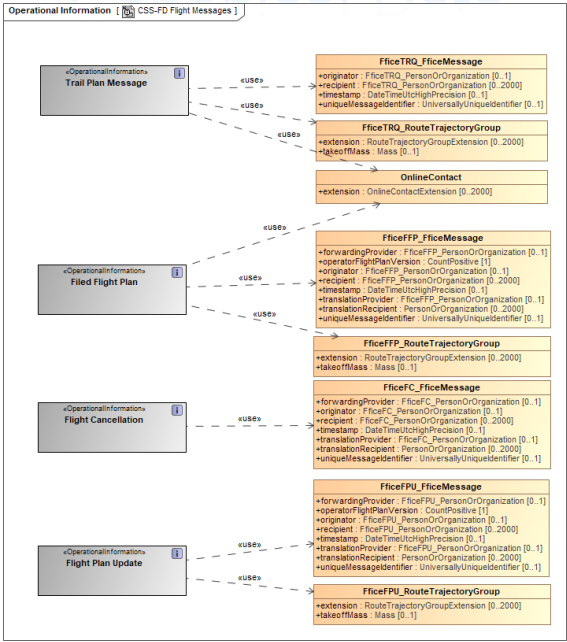 Operational Information [ CSS-FD Flight Messages ]
«OperationalInformation»
Trail Plan Message
i
«use»
«use»
«use»
FficeTRQ_FficeMessage
+originator : FficeTRQ_PersonOrOrganization [0..1]
+recipient : FficeTRQ_PersonOrOrganization [0..2000]
+timestamp : DateTimeUtcHighPrecision [0..1]
+uniqueMessageIdentifier : UniversallyUniqueIdentifier [0..1]
FficeTRQ_RouteTrajectoryGroup
+extension : RouteTrajectoryGroupExtension [0..2000]
+takeoffMass : Mass [0..1]
OnlineContact
+extension : OnlineContactExtension [0..2000]
«OperationalInformation»
Filed Flight Plan
i
«use»
«use»
«use»
FficeFFP_FficeMessage
+forwardingProvider : FficeFFP_PersonOrOrganization [0..1]
+operatorFlightPlanVersion : CountPositive [1]
+originator : FficeFFP_PersonOrOrganization [0..1]
+recipient : FficeFFP_PersonOrOrganization [0..2000]
+timestamp : DateTimeUtcHighPrecision [0..1]
+translationProvider : FficeFFP_PersonOrOrganization [0..1]
+translationRecipient : PersonOrOrganization [0..2000]
+uniqueMessageIdentifier : UniversallyUniqueIdentifier [0..1]
FficeFFP_RouteTrajectoryGroup
+extension : RouteTrajectoryGroupExtension [0..2000]
+takeoffMass : Mass [0..1]
«OperationalInformation»
Flight Cancellation
i
«use»
FficeFC_FficeMessage
+forwardingProvider : FficeFC_PersonOrOrganization [0..1]
+originator : FficeFC_PersonOrOrganization [0..1]
+recipient : FficeFC_PersonOrOrganization [0..2000]
+timestamp : DateTimeUtcHighPrecision [0..1]
+translationProvider : FficeFC_PersonOrOrganization [0..1]
+translationRecipient : PersonOrOrganization [0..2000]
+uniqueMessageIdentifier : UniversallyUniqueIdentifier [0..1]
«OperationalInformation»
Flight Plan Update
i
«use»
«use»
FficeFPU_FficeMessage
+forwardingProvider : FficeFPU_PersonOrOrganization [0..1]
+operatorFlightPlanVersion : CountPositive [1]
+originator : FficeFPU_PersonOrOrganization [0..1]
+recipient : FficeFPU_PersonOrOrganization [0..2000]
+timestamp : DateTimeUtcHighPrecision [0..1]
+translationProvider : FficeFPU_PersonOrOrganization [0..1]
+translationRecipient : PersonOrOrganization [0..2000]
+uniqueMessageIdentifier : UniversallyUniqueIdentifier [0..1]
FficeFPU_RouteTrajectoryGroup
+extension : RouteTrajectoryGroupExtension [0..2000]
+takeoffMass : Mass [0..1]